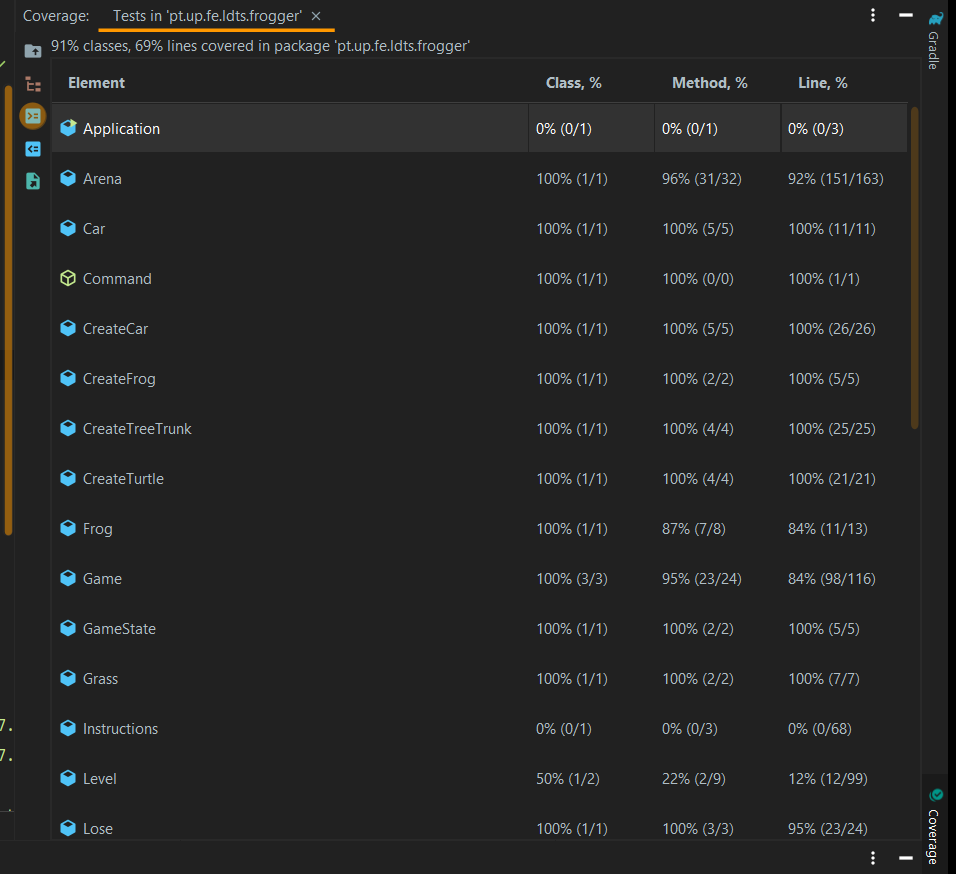 Coverage: Tests in 'pt.up.fe.ldts.frogger' ×
91% classes, 69% lines covered in package 'pt.up.fe.ldts.frogger'
Element Class, % Method, % Line, %
Application 0% (0/1) 0% (0/1) 0% (0/3)
Arena 100% (1/1) 96% (31/32) 92% (151/163)
Car 100% (1/1) 100% (5/5) 100% (11/11)
Command 100% (1/1) 100% (0/0) 100% (1/1)
CreateCar 100% (1/1) 100% (5/5) 100% (26/26)
CreateFrog 100% (1/1) 100% (2/2) 100% (5/5)
CreateTreeTrunk 100% (1/1) 100% (4/4) 100% (25/25)
CreateTurtle 100% (1/1) 100% (4/4) 100% (21/21)
Frog 100% (1/1) 87% (7/8) 84% (11/13)
Game 100% (3/3) 95% (23/24) 84% (98/116)
GameState 100% (1/1) 100% (2/2) 100% (5/5)
Grass 100% (1/1) 100% (2/2) 100% (7/7)
Instructions 0% (0/1) 0% (0/3) 0% (0/68)
Level 50% (1/2) 22% (2/9) 12% (12/99)
Lose 100% (1/1) 100% (3/3) 95% (23/24)
7.
7.
Gradle
Coverage